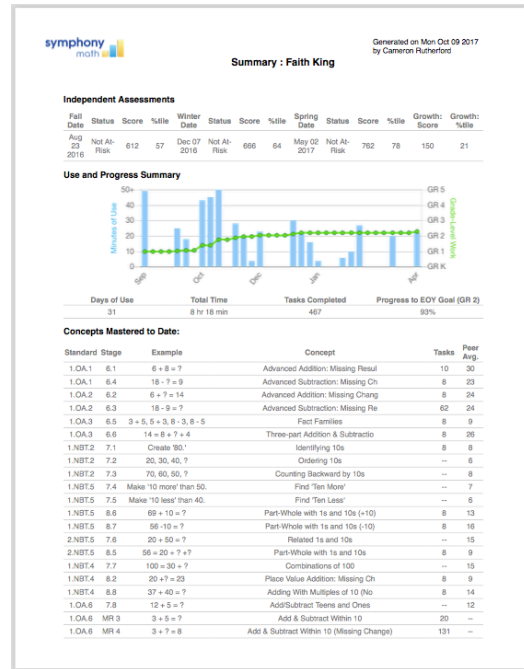 symphony
math
Generated on Mon Oct 09 2017
by Cameron Rutherford
Summary : Faith King
Independent Assessments
Fall Date Status Score %tile Winter Date Status Score %tile Spring Date Status Score %tile Growth: Score Growth: %tile
Aug 23 2016 Not At-Risk 612 57 Dec 07 2016 Not At-Risk 666 64 May 02 2017 Not At-Risk 762 78 150 21
Use and Progress Summary
50+ GR 5
40 GR 4
30 GR 3
20 GR 2
10 GR 1
0 GR K
Minutes of Use
Grade-Level Work
Sep Oct Dec Jan Apr
Days of Use Total Time Tasks Completed Progress to EOY Goal (GR 2)
31 8 hr 18 min 467 93%
Concepts Mastered to Date:
Standard Stage Example Concept Tasks Peer Avg.
1.OA.1 6.1 6 + 8 = ? Advanced Addition: Missing Resul 10 30
1.OA.1 6.4 18 - ? = 9 Advanced Subtraction: Missing Ch 8 23
1.OA.2 6.2 6 + ? = 14 Advanced Addition: Missing Chang 8 24
1.OA.2 6.3 18 - 9 = ? Advanced Subtraction: Missing Re 62 24
1.OA.3 6.5 3 + 5, 5 + 3, 8 - 3, 8 - 5 Fact Families 8 9
1.OA.3 6.6 14 = 8 + ? + 4 Three-part Addition & Subtractio 8 26
1.NBT.2 7.1 Create '80.' Identifying 10s 8 8
1.NBT.2 7.2 20, 30, 40, ? Ordering 10s -- 6
1.NBT.2 7.3 70, 60, 50, ? Counting Backward by 10s -- 8
1.NBT.5 7.4 Make '10 more' than 50. Find 'Ten More' -- 7
1.NBT.5 7.5 Make '10 less' than 40. Find 'Ten Less' -- 6
1.NBT.5 8.6 69 + 10 = ? Part-Whole with 1s and 10s (+10) 8 13
1.NBT.5 8.7 56 -10 = ? Part-Whole with 1s and 10s (-10) 8 16
2.NBT.5 7.6 20 + 50 = ? Related 1s and 10s -- 15
2.NBT.5 8.5 56 = 20 + ? +? Part-Whole with 1s and 10s 8 9
1.NBT.4 7.7 100 = 30 + ? Combinations of 100 -- 15
1.NBT.4 8.2 20 +? = 23 Place Value Addition: Missing Ch 8 9
1.NBT.4 8.8 37 + 40 = ? Adding With Multiples of 10 (No 8 14
1.OA.6 7.8 12 + 5 = ? Add/Subtract Teens and Ones -- 12
1.OA.6 MR 3 3 + 5 = ? Add & Subtract Within 10 20 --
1.OA.6 MR 4 3 + ? = 8 Add & Subtract Within 10 (Missing Change) 131 --